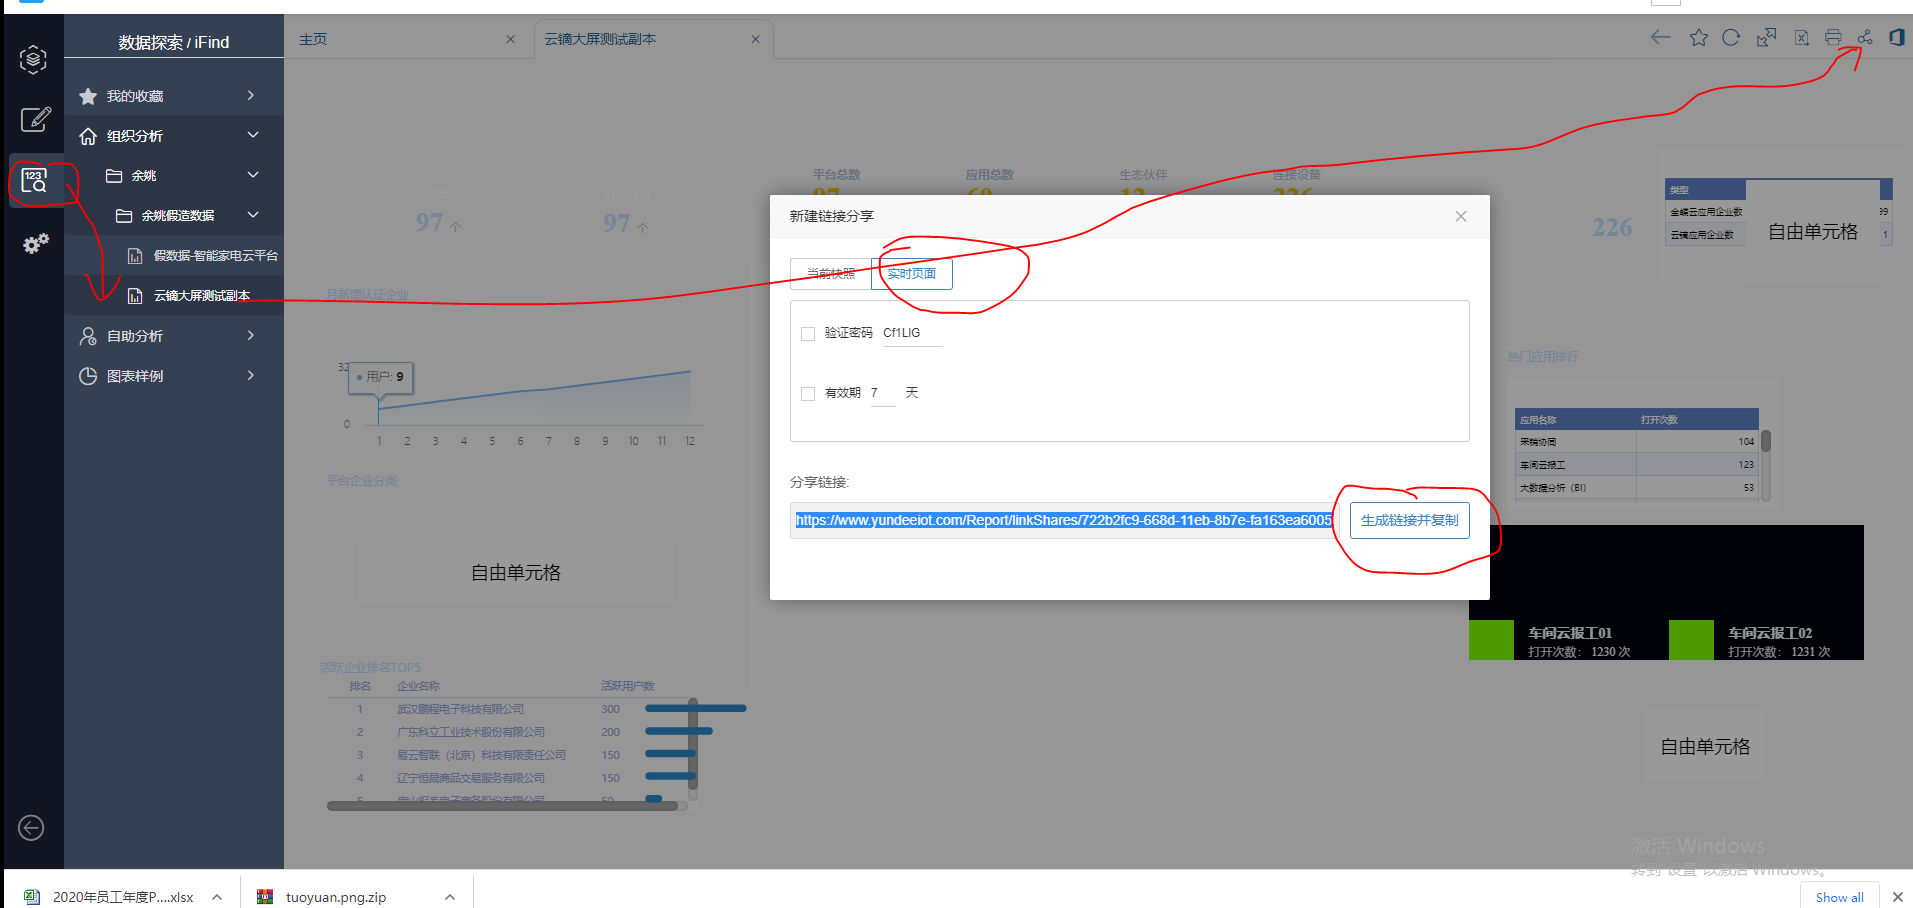 数据探索 / iFind
主页
云镝大屏测试副本
我的收藏
组织分析
余姚
余姚假造数据
假数据-智能家电云平台
云镝大屏测试副本
自助分析
图表样例
97 个
97 个
平台总数
应用总数
生态伙伴
连接设备
226
类型
金蝶云应用企业数
99
云镝应用企业数
1
自由单元格
新建链接分享
当前快照
实时页面
验证密码 Cf1LIG
有效期 7 天
分享链接:
https://www.yundeeiot.com/Report/linkShares/722b2fc9-668d-11eb-8b7e-fa163ea6005
生成链接并复制
月新增认证企业
32
用户: 9
0
1 2 3 4 5 6 7 8 9 10 11 12
平台企业分类
自由单元格
热门应用排行
应用名称 打开次数
采销协同 104
车间云报工 123
大数据分析（BI） 53
车间云报工01
打开次数： 1230 次
车间云报工02
打开次数： 1231 次
活跃企业排名TOP5
排名 企业名称 活跃用户数
1 武汉鹏程电子科技有限公司 300
2 广东科立工业技术股份有限公司 200
3 易云智联（北京）科技有限责任公司 150
4 辽宁恒晟商品交易服务有限公司 150
自由单元格
激活 Windows
转到"设置"以激活 Windows。
2020年员工年度P....xlsx
tuoyuan.png.zip
Show all